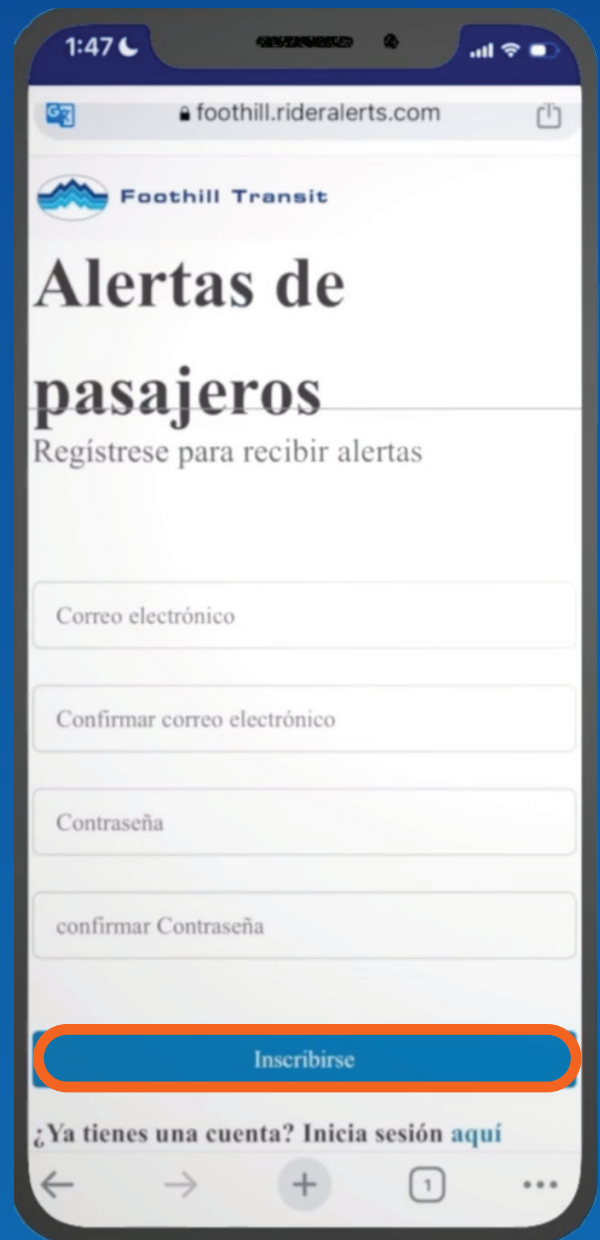 1:47
foothill.rideralerts.com
Foothill Transit
Alertas de
pasajeros
Regístrese para recibir alertas
Correo electrónico
Confirmar correo electrónico
Contraseña
confirmar Contraseña
Inscribirse
¿Ya tienes una cuenta? Inicia sesión aquí
1